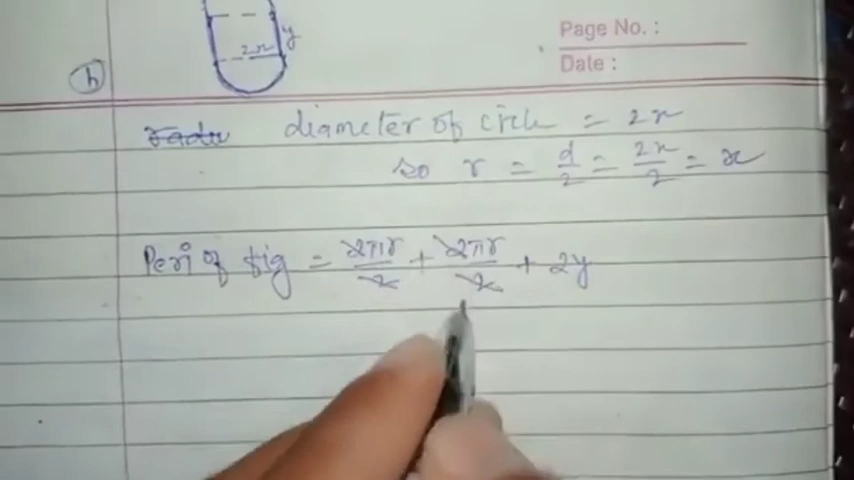 Page No. :
Date :
y
2x
h
diameter of circle = 2x
so r = d/2 = 2x/2 = x
Peri of fig = 2πr/2 + 2πr/2 + 2y